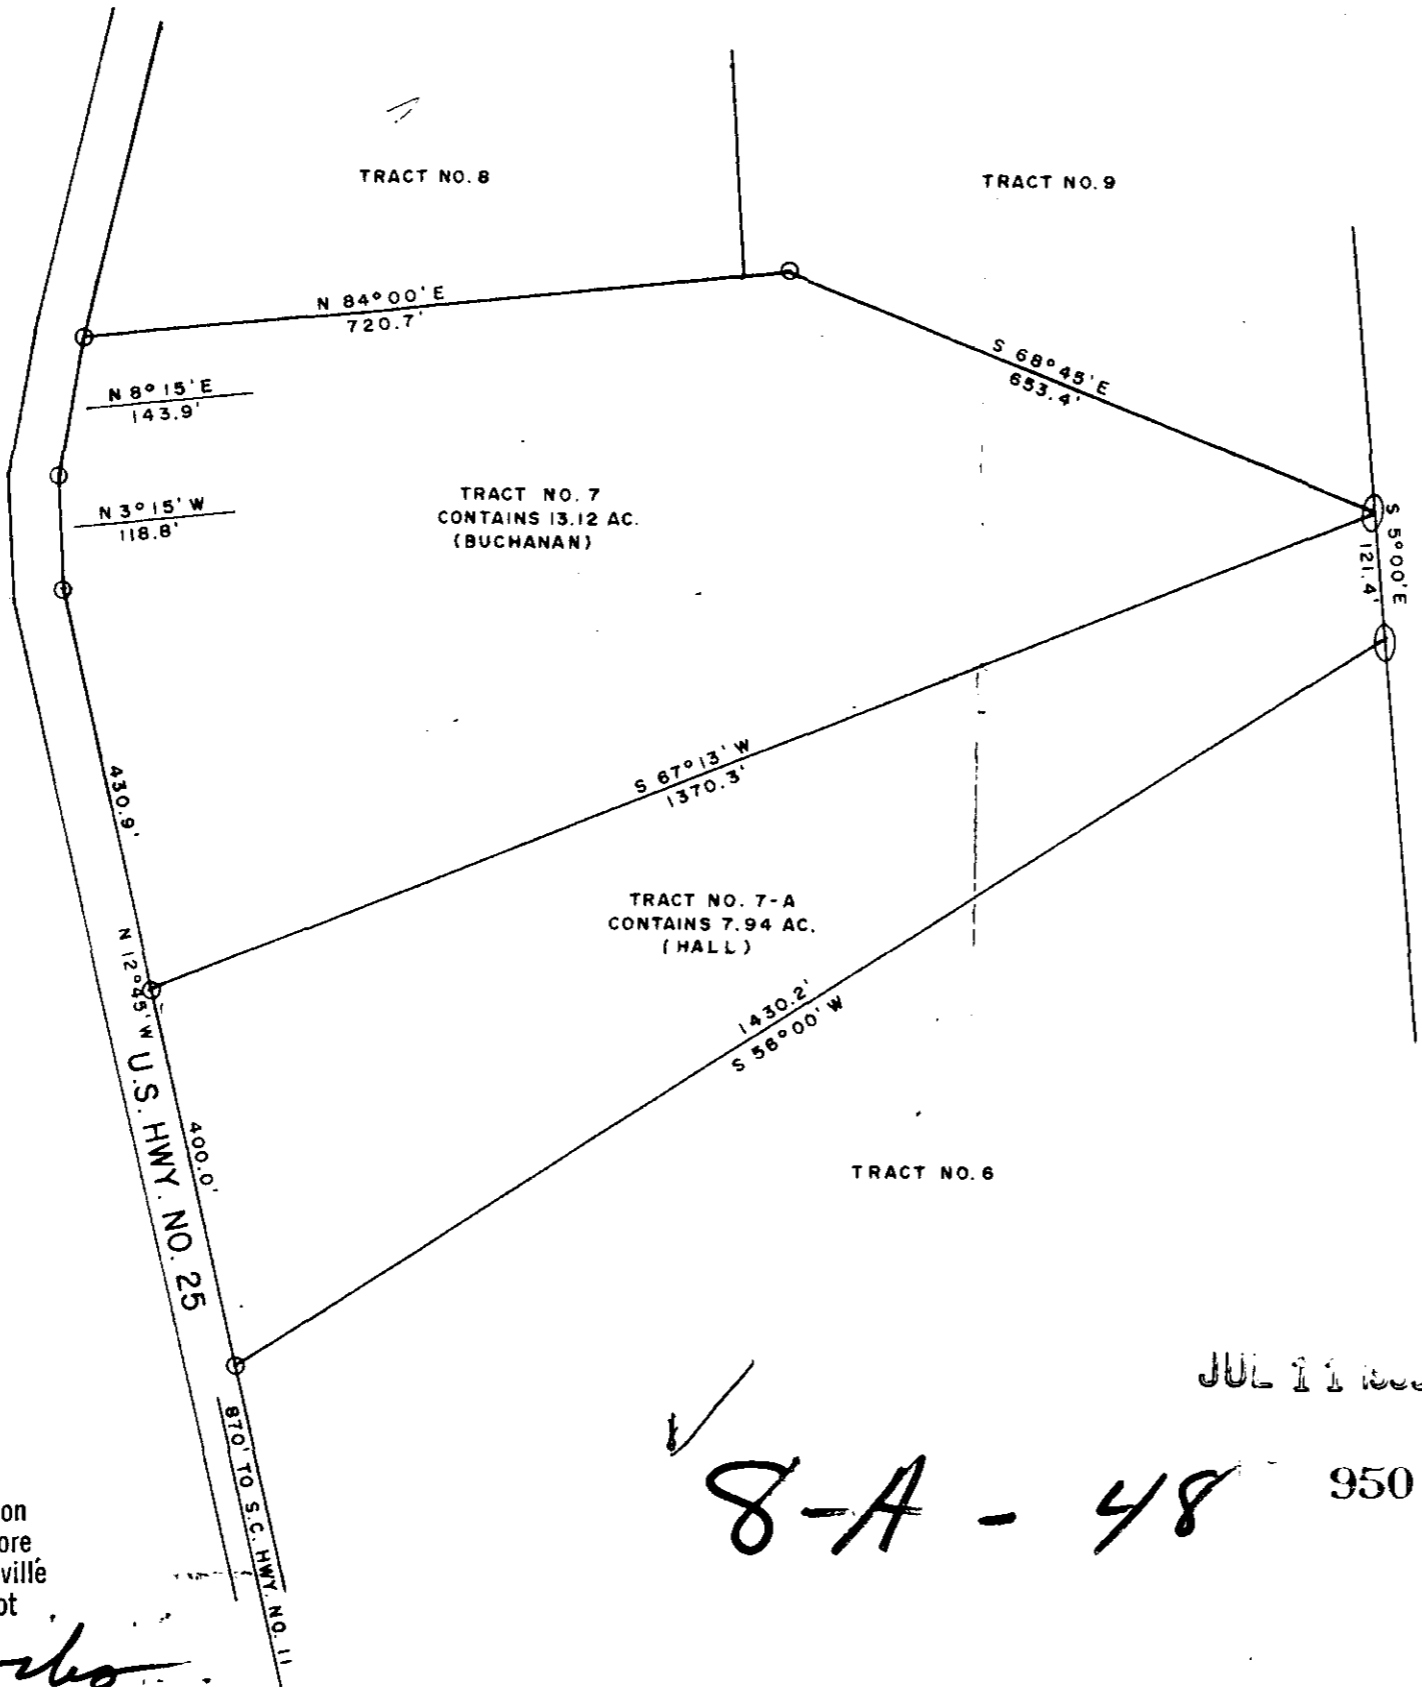 TRACT NO. 8
TRACT NO. 9
N 84°00' E
720.7'
S 68°45' E
653.4'
N 8°15' E
143.9'
N 3°15' W
118.8'
TRACT NO. 7
CONTAINS 13.12 AC.
(BUCHANAN)
S 5°00' E
121.4'
430.9'
S 67°13' W
1370.3'
TRACT NO. 7-A
CONTAINS 7.94 AC.
(HALL)
N 12°45' W
U.S. HWY. NO. 25
400.0'
1430.2'
S 56°00' W
TRACT NO. 6
870' TO S.C. HWY. NO. 11
JUL 11
8-A - 48
950
on
ore
ville
ot